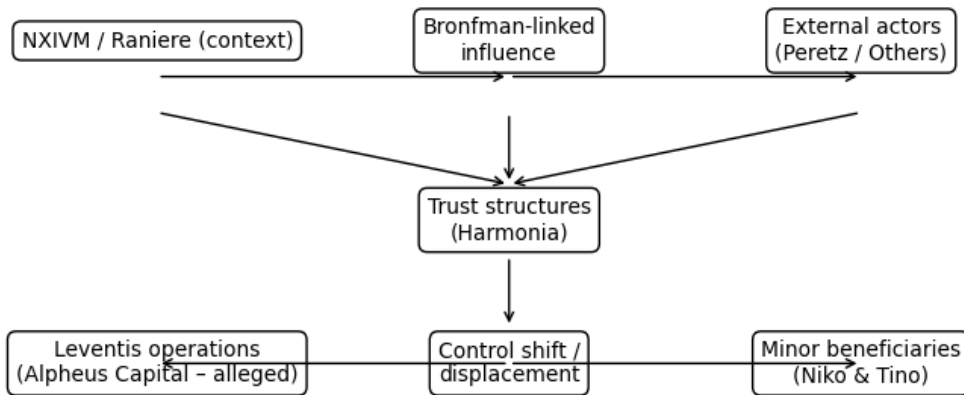 NXIVM / Raniere (context)
Bronfman-linked
influence
External actors
(Peretz / Others)
Trust structures
(Harmonia)
Leventis operations
(Alpheus Capital – alleged)
Control shift /
displacement
Minor beneficiaries
(Niko & Tino)